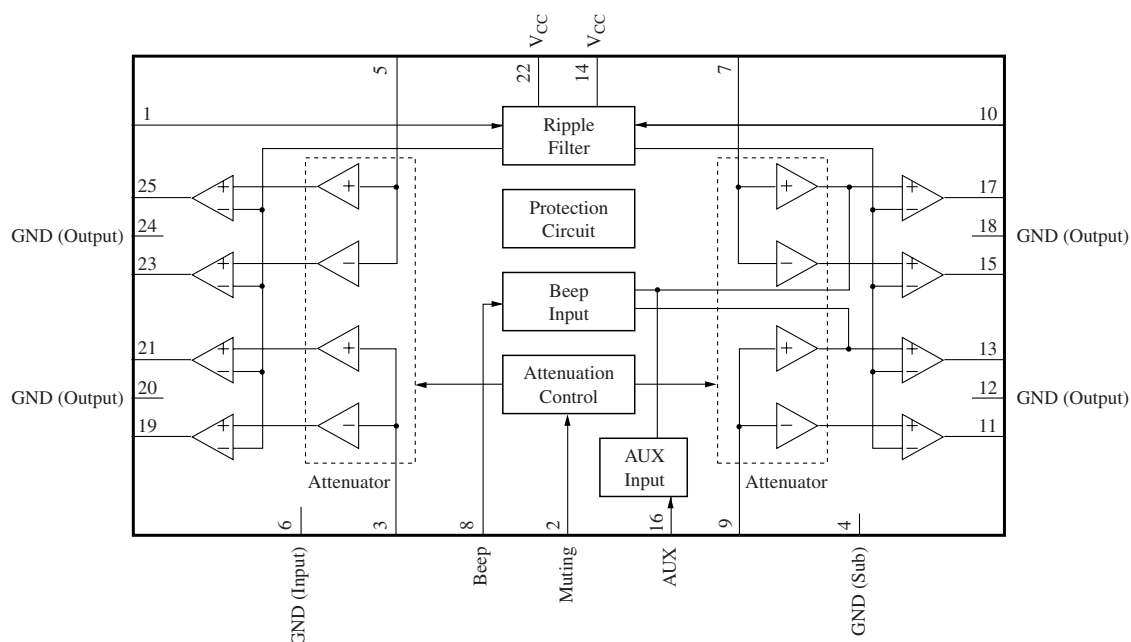 VCC
VCC
5
22
14
7
1
10
Ripple
Filter
+
+
25
+
−
+
−
17
Protection
Circuit
24
GND (Output)
18
GND (Output)
23
+
−
−
−
+
−
15
Beep
Input
21
+
−
+
+
+
−
13
Attenuation
Control
20
GND (Output)
12
GND (Output)
19
+
−
−
−
+
−
11
AUX
Input
Attenuator
Attenuator
6
3
8
2
16
9
4
GND (Input)
Beep
Muting
AUX
GND (Sub)